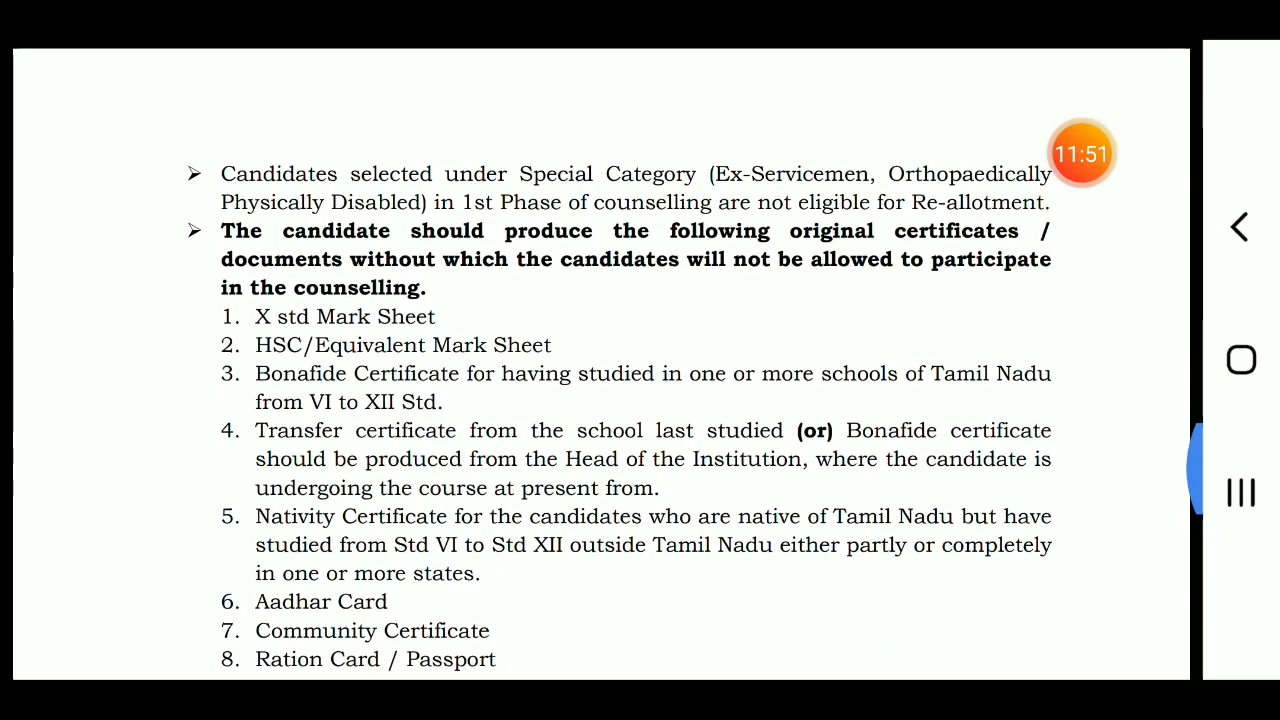 11:51
➢ Candidates selected under Special Category (Ex-Servicemen, Orthopaedically
Physically Disabled) in 1st Phase of counselling are not eligible for Re-allotment.
➢ The candidate should produce the following original certificates /
documents without which the candidates will not be allowed to participate
in the counselling.
1. X std Mark Sheet
2. HSC/Equivalent Mark Sheet
3. Bonafide Certificate for having studied in one or more schools of Tamil Nadu
from VI to XII Std.
4. Transfer certificate from the school last studied (or) Bonafide certificate
should be produced from the Head of the Institution, where the candidate is
undergoing the course at present from.
5. Nativity Certificate for the candidates who are native of Tamil Nadu but have
studied from Std VI to Std XII outside Tamil Nadu either partly or completely
in one or more states.
6. Aadhar Card
7. Community Certificate
8. Ration Card / Passport